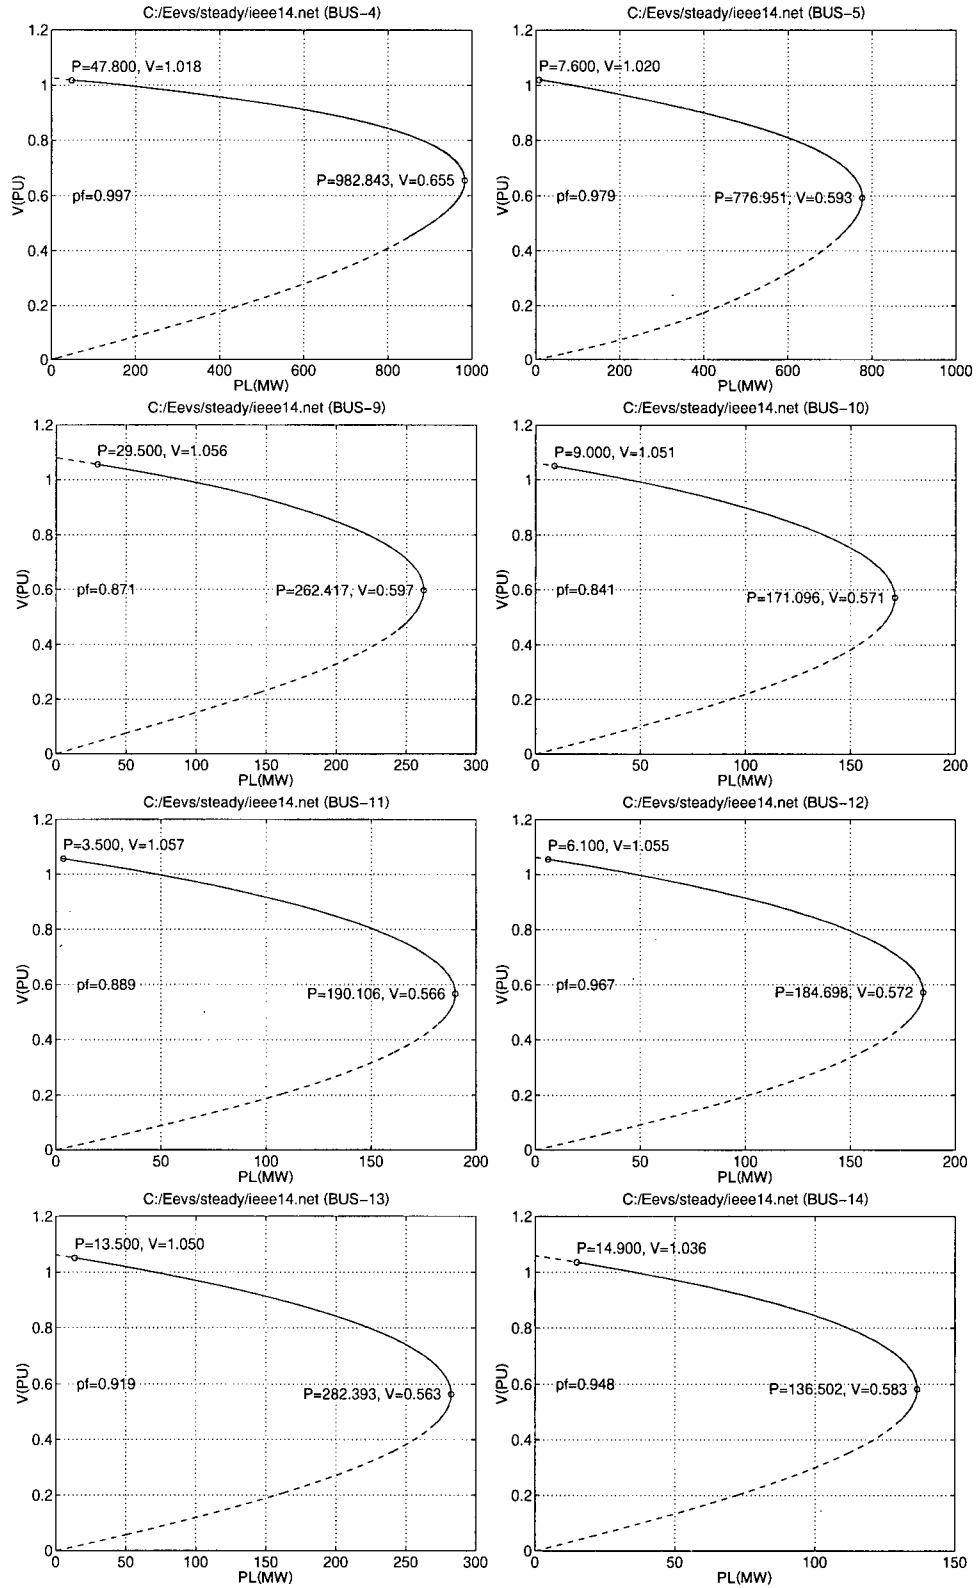 C:/Eevs/steady/ieee14.net (BUS-4)
1.2
P=47.800, V=1.018
1
0.8
P=982.843, V=0.655
0.6
pf=0.997
V(PU)
0.4
0.2
0
0 200 400 600 800 1000
PL(MW)
C:/Eevs/steady/ieee14.net (BUS-5)
1.2
P=7.600, V=1.020
1
0.8
0.6
pf=0.979
P=776.951, V=0.593
V(PU)
0.4
0.2
0
0 200 400 600 800 1000
PL(MW)
C:/Eevs/steady/ieee14.net (BUS-9)
1.2
P=29.500, V=1.056
1
0.8
0.6
pf=0.871
P=262.417, V=0.597
V(PU)
0.4
0.2
0
0 50 100 150 200 250 300
PL(MW)
C:/Eevs/steady/ieee14.net (BUS-10)
1.2
P=9.000, V=1.051
1
0.8
0.6
pf=0.841
P=171.096, V=0.571
V(PU)
0.4
0.2
0
0 50 100 150 200
PL(MW)
C:/Eevs/steady/ieee14.net (BUS-11)
1.2
P=3.500, V=1.057
1
0.8
0.6
pf=0.889
P=190.106, V=0.566
V(PU)
0.4
0.2
0
0 50 100 150 200
PL(MW)
C:/Eevs/steady/ieee14.net (BUS-12)
1.2
P=6.100, V=1.055
1
0.8
0.6
pf=0.967
P=184.698, V=0.572
V(PU)
0.4
0.2
0
0 50 100 150 200
PL(MW)
C:/Eevs/steady/ieee14.net (BUS-13)
1.2
P=13.500, V=1.050
1
0.8
0.6
pf=0.919
P=282.393, V=0.563
V(PU)
0.4
0.2
0
0 50 100 150 200 250 300
PL(MW)
C:/Eevs/steady/ieee14.net (BUS-14)
1.2
P=14.900, V=1.036
1
0.8
0.6
pf=0.948
P=136.502, V=0.583
V(PU)
0.4
0.2
0
0 50 100 150
PL(MW)